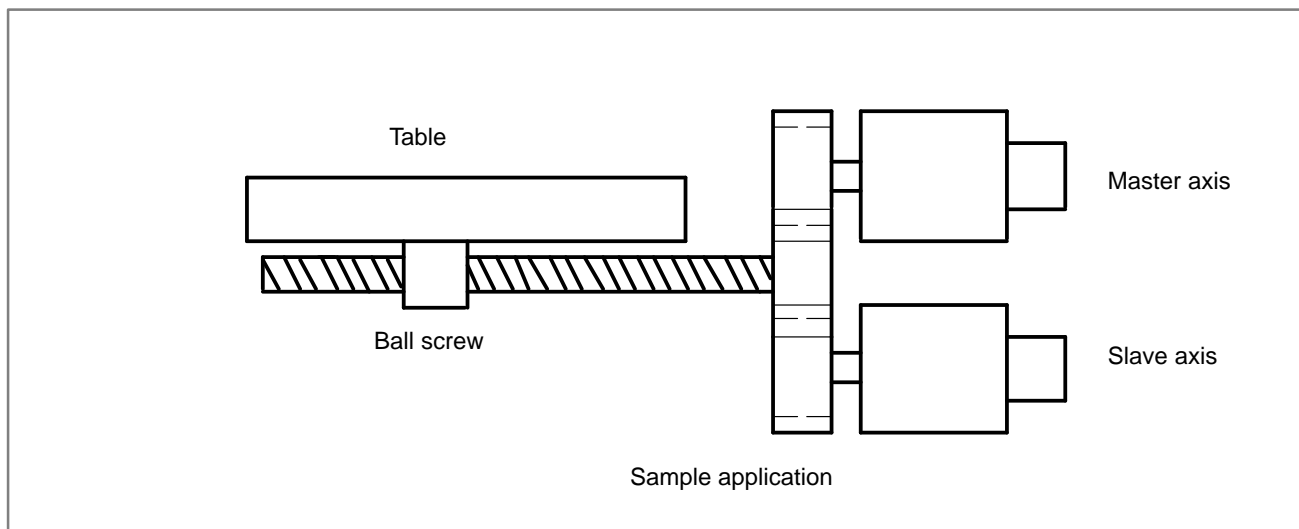 Table
Master axis
Ball screw
Slave axis
Sample application